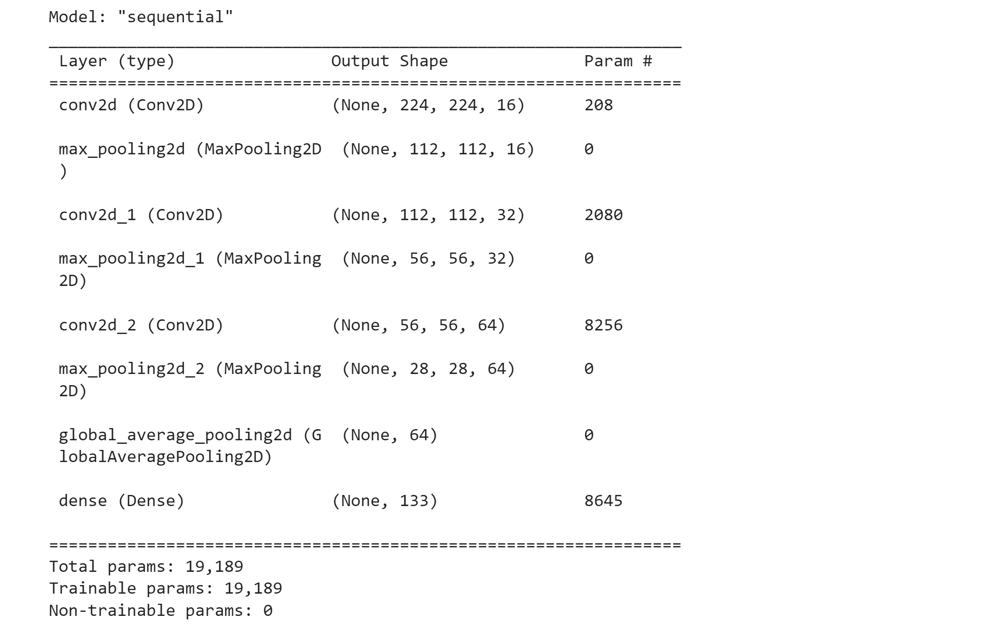 Model: "sequential"
_________________________________________________________________
Layer (type)                Output Shape              Param #
=================================================================
conv2d (Conv2D)             (None, 224, 224, 16)      208
max_pooling2d (MaxPooling2D  (None, 112, 112, 16)     0
)
conv2d_1 (Conv2D)           (None, 112, 112, 32)      2080
max_pooling2d_1 (MaxPooling  (None, 56, 56, 32)       0
2D)
conv2d_2 (Conv2D)           (None, 56, 56, 64)        8256
max_pooling2d_2 (MaxPooling  (None, 28, 28, 64)       0
2D)
global_average_pooling2d (G  (None, 64)               0
lobalAveragePooling2D)
dense (Dense)               (None, 133)               8645
=================================================================
Total params: 19,189
Trainable params: 19,189
Non-trainable params: 0